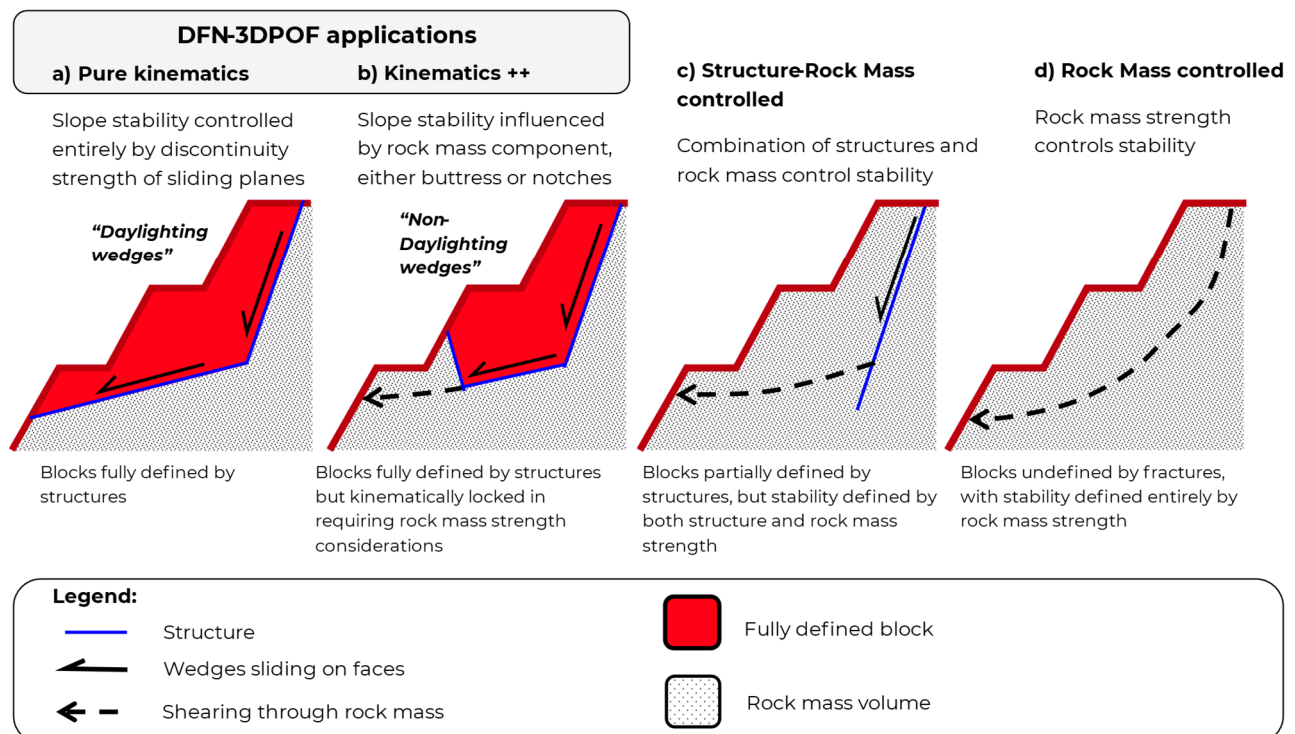 DFN-3DPOF applications
a) Pure kinematics
b) Kinematics ++
c) Structure-Rock Mass
controlled
d) Rock Mass controlled
Slope stability controlled
entirely by discontinuity
strength of sliding planes
Slope stability influenced
by rock mass component,
either buttress or notches
Combination of structures and
rock mass control stability
Rock mass strength
controls stability
“Daylighting
wedges”
“Non-
Daylighting
wedges”
Blocks fully defined by
structures
Blocks fully defined by structures
but kinematically locked in
requiring rock mass strength
considerations
Blocks partially defined by
structures, but stability defined by
both structure and rock mass
strength
Blocks undefined by fractures,
with stability defined entirely by
rock mass strength
Legend:
Structure
Wedges sliding on faces
Shearing through rock mass
Fully defined block
Rock mass volume